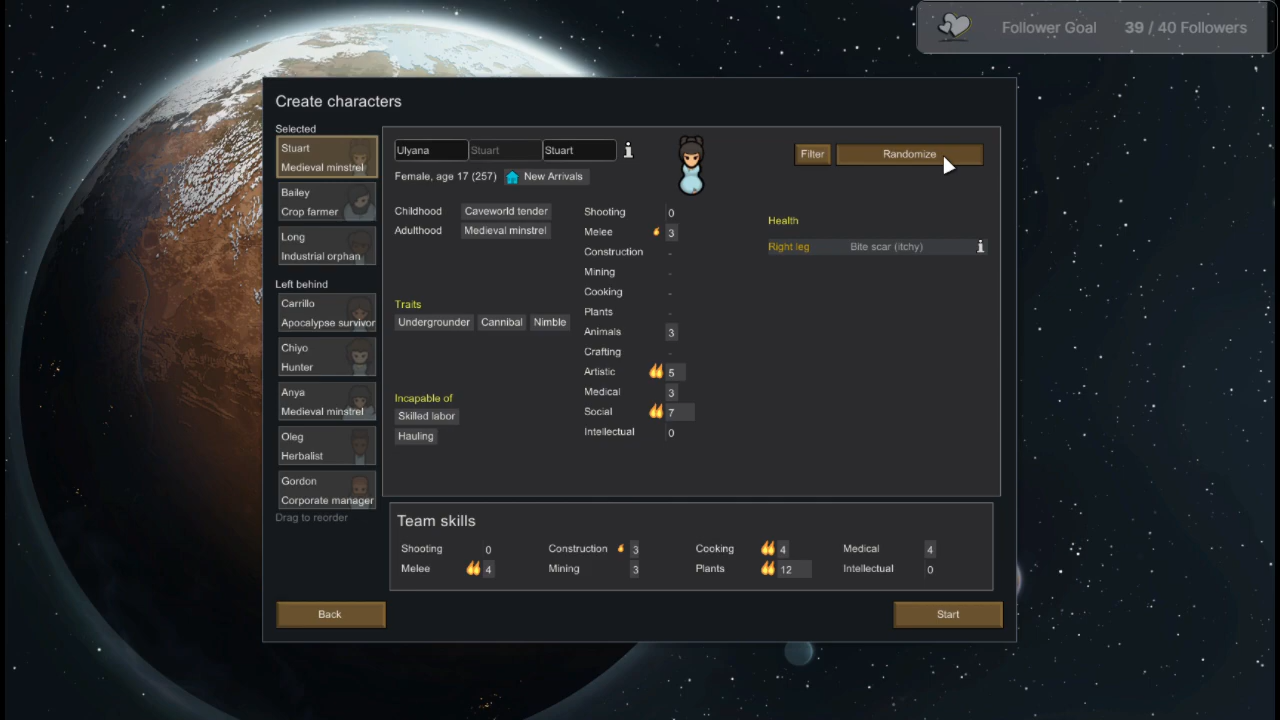 Follower Goal 39 / 40 Followers
Create characters
Selected
Stuart
Medieval minstrel
Bailey
Crop farmer
Long
Industrial orphan
Left behind
Carrillo
Apocalypse survivor
Chiyo
Hunter
Anya
Medieval minstrel
Oleg
Herbalist
Gordon
Corporate manager
Drag to reorder
Ulyana Stuart Stuart
Filter Randomize
Female, age 17 (257) New Arrivals
Childhood Caveworld tender
Adulthood Medieval minstrel
Traits
Undergrounder Cannibal Nimble
Incapable of
Skilled labor
Hauling
Shooting 0
Melee 3
Construction -
Mining -
Cooking -
Plants -
Animals 3
Crafting -
Artistic 5
Medical 3
Social 7
Intellectual 0
Health
Right leg Bite scar (itchy)
Team skills
Shooting 0 Construction 3 Cooking 4 Medical 4
Melee 4 Mining 3 Plants 12 Intellectual 0
Back Start